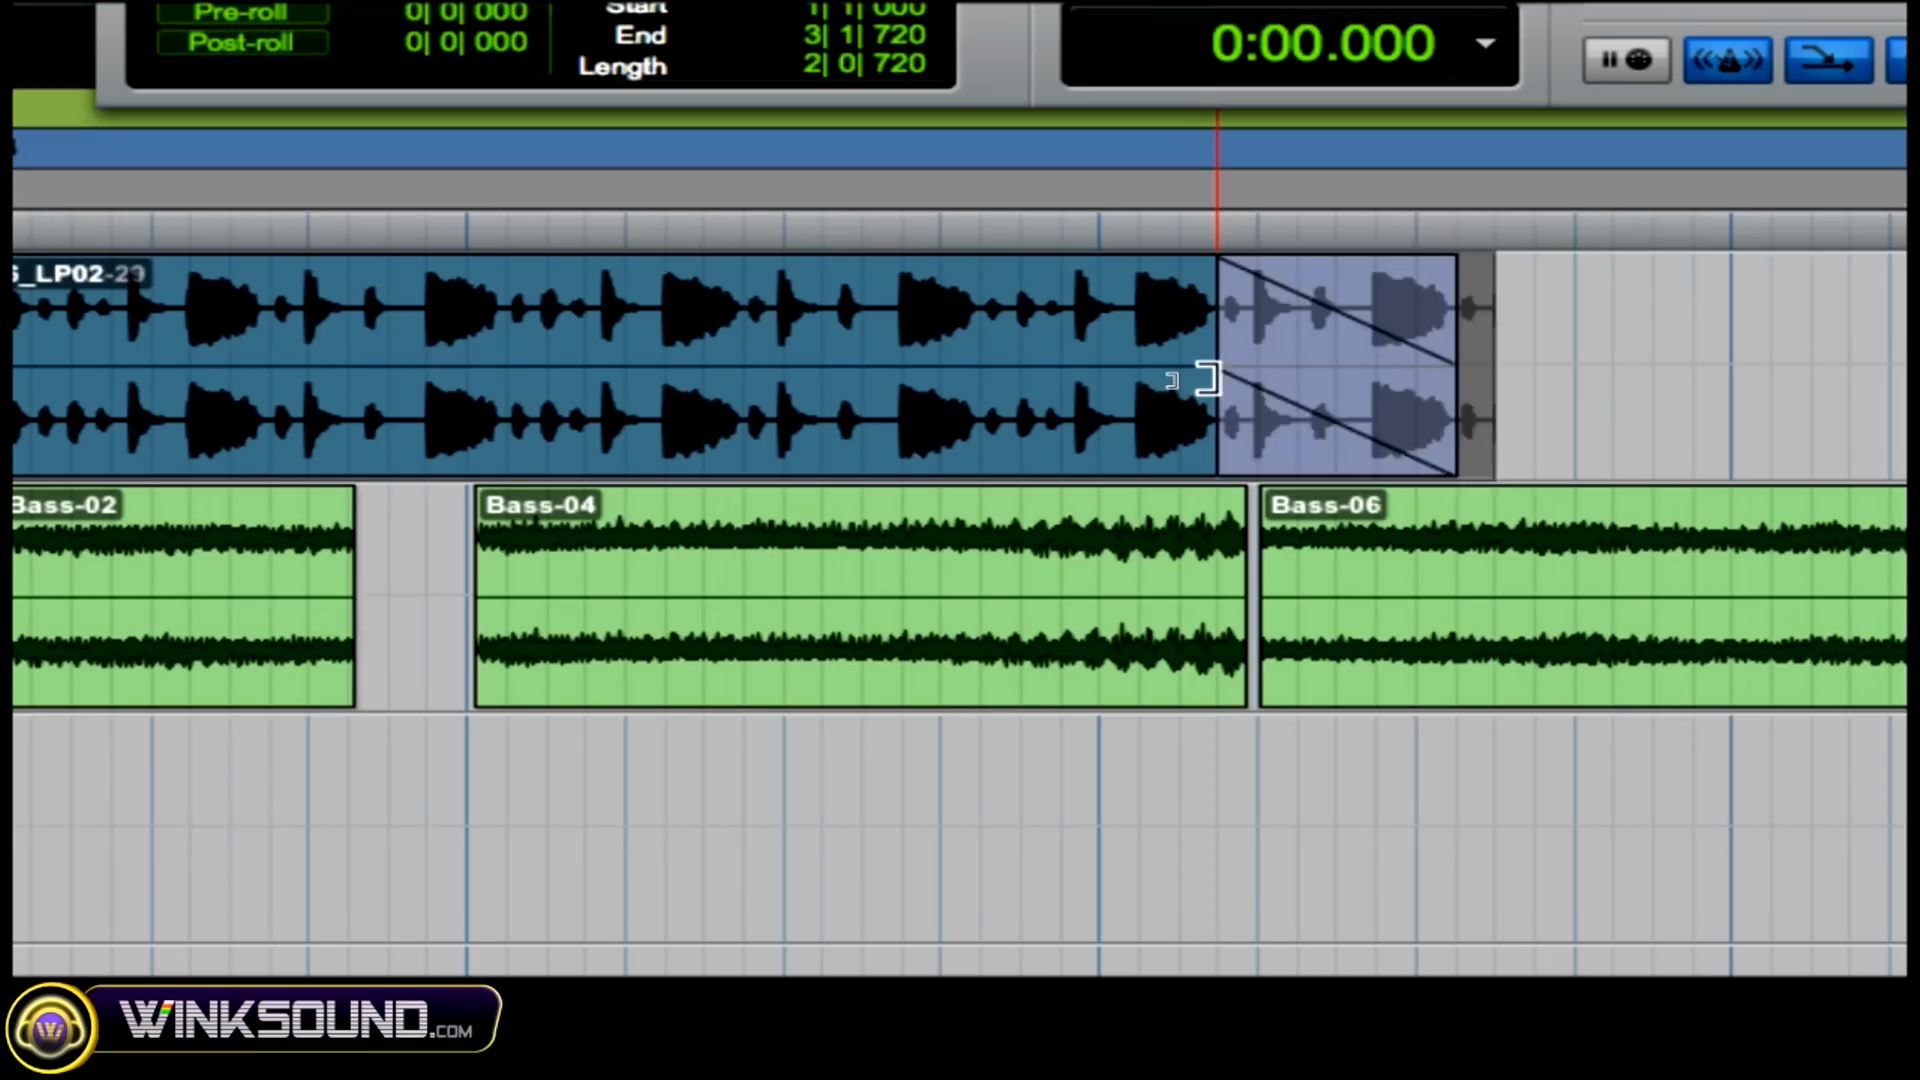 Pre-roll 0| 0| 000
Post-roll 0| 0| 000
Start 1| 1| 000
End 3| 1| 720
Length 2| 0| 720
0:00.000
6_LP02-29
Bass-02
Bass-04
Bass-06
WINKSOUND.COM